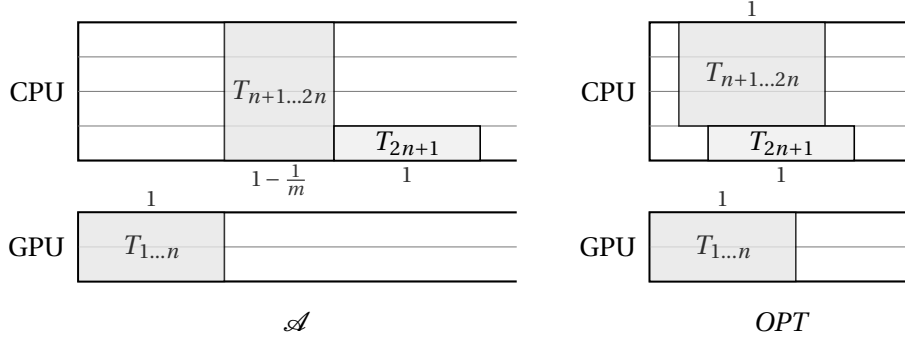 1
CPU
T_{n+1...2n}
T_{2n+1}
1 − \frac{1}{m}
1
1
GPU
T_{1...n}
𝒜
CPU
T_{n+1...2n}
T_{2n+1}
1
1
GPU
T_{1...n}
OPT